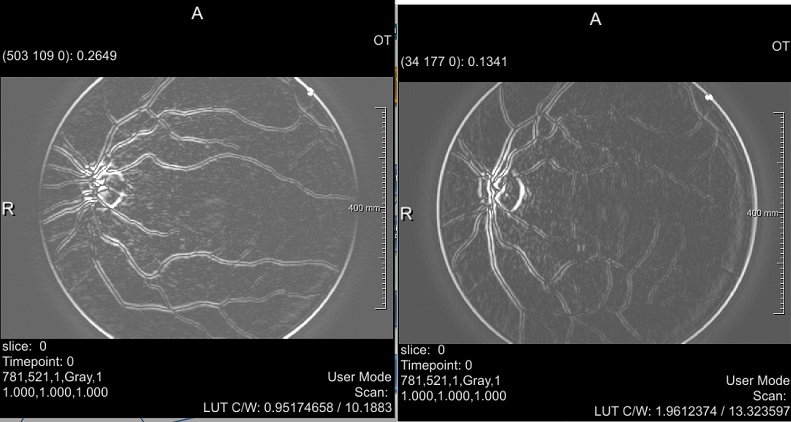 A
OT
(503 109 0): 0.2649
R
400 mm
slice: 0
Timepoint: 0
781,521,1,Gray,1
User Mode
1.000,1.000,1.000
Scan:
LUT C/W: 0.95174658 / 10.1883
A
OT
(34 177 0): 0.1341
R
400 mm
slice: 0
Timepoint: 0
781,521,1,Gray,1
User Mode
1.000,1.000,1.000
Scan:
LUT C/W: 1.9612374 / 13.323597